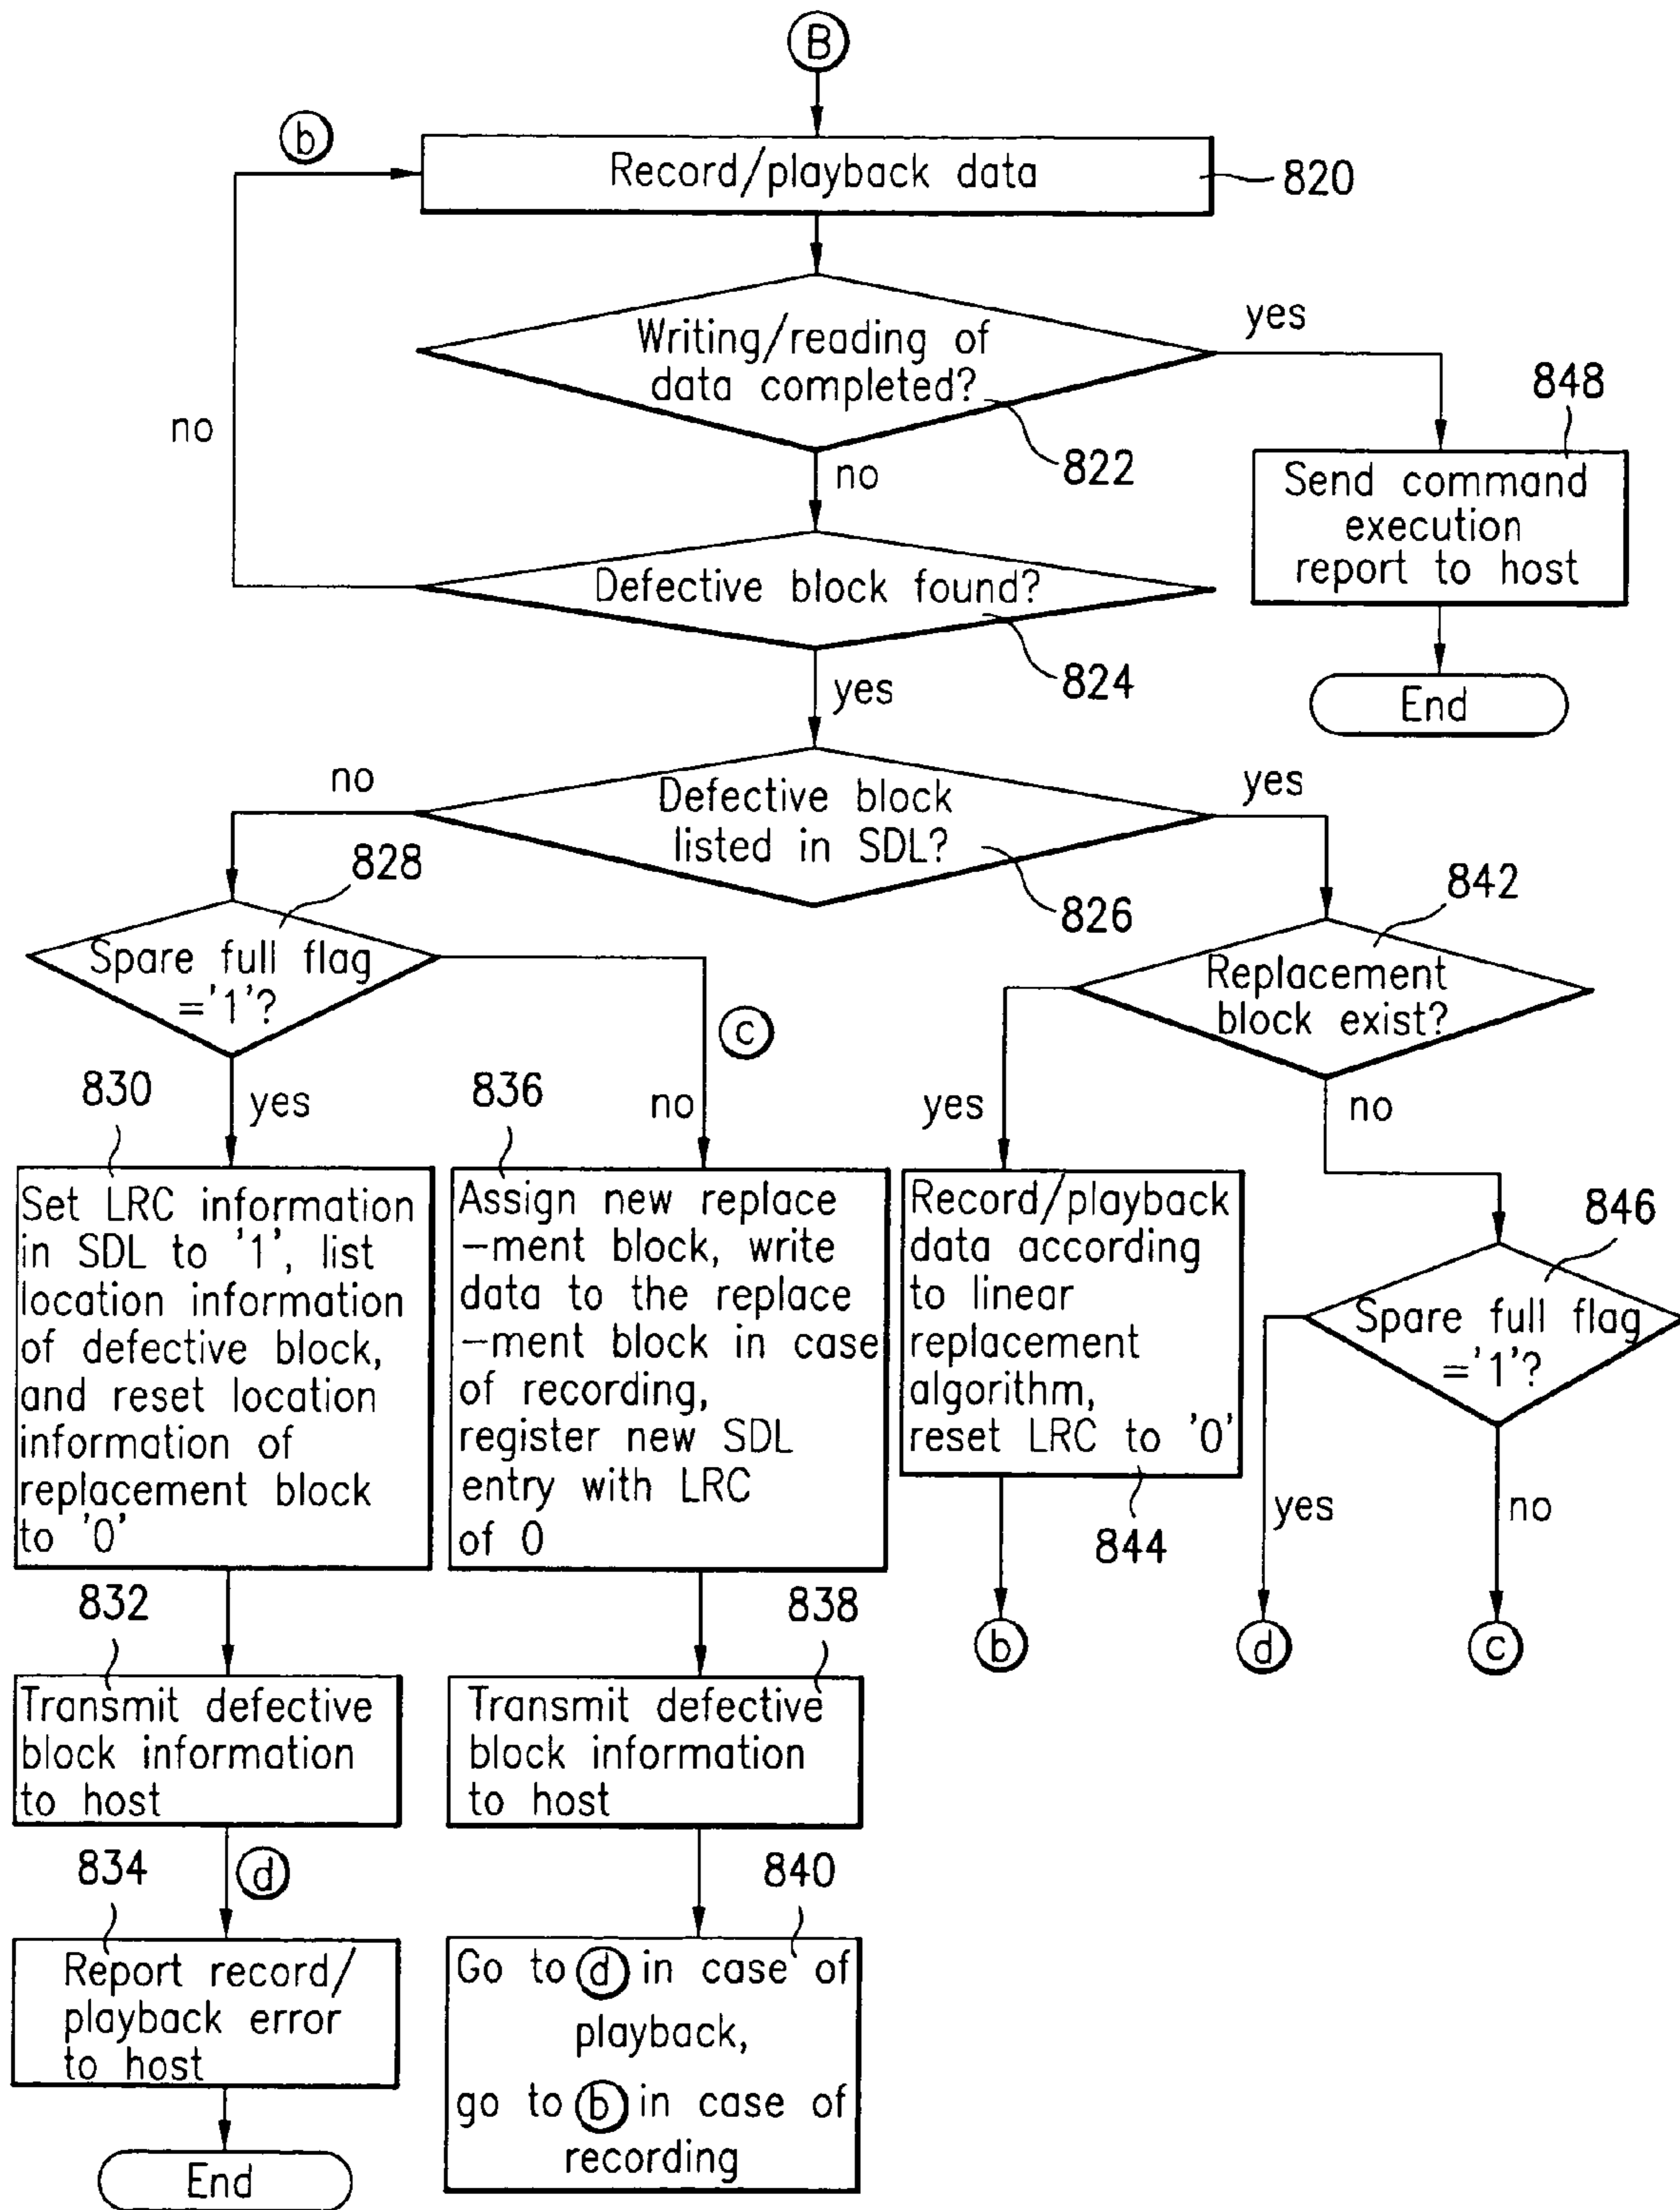 B
b
Record/playback data
820
Writing/reading of
data completed?
822
yes
no
no
848
Send command
execution
report to host
End
Defective block found?
824
yes
Defective block
listed in SDL?
826
no
yes
828
Spare full flag
='1'?
842
Replacement
block exist?
c
830
yes
836
no
yes
no
Set LRC information
in SDL to '1', list
location information
of defective block,
and reset location
information of
replacement block
to '0'
Assign new replace
-ment block, write
data to the replace
-ment block in case
of recording,
register new SDL
entry with LRC
of 0
Record/playback
data according
to linear
replacement
algorithm,
reset LRC to '0'
844
846
Spare full flag
='1'?
yes
no
b
d
c
832
Transmit defective
block information
to host
838
Transmit defective
block information
to host
834
d
Report record/
playback error
to host
End
840
Go to d in case of
playback,
go to b in case of
recording